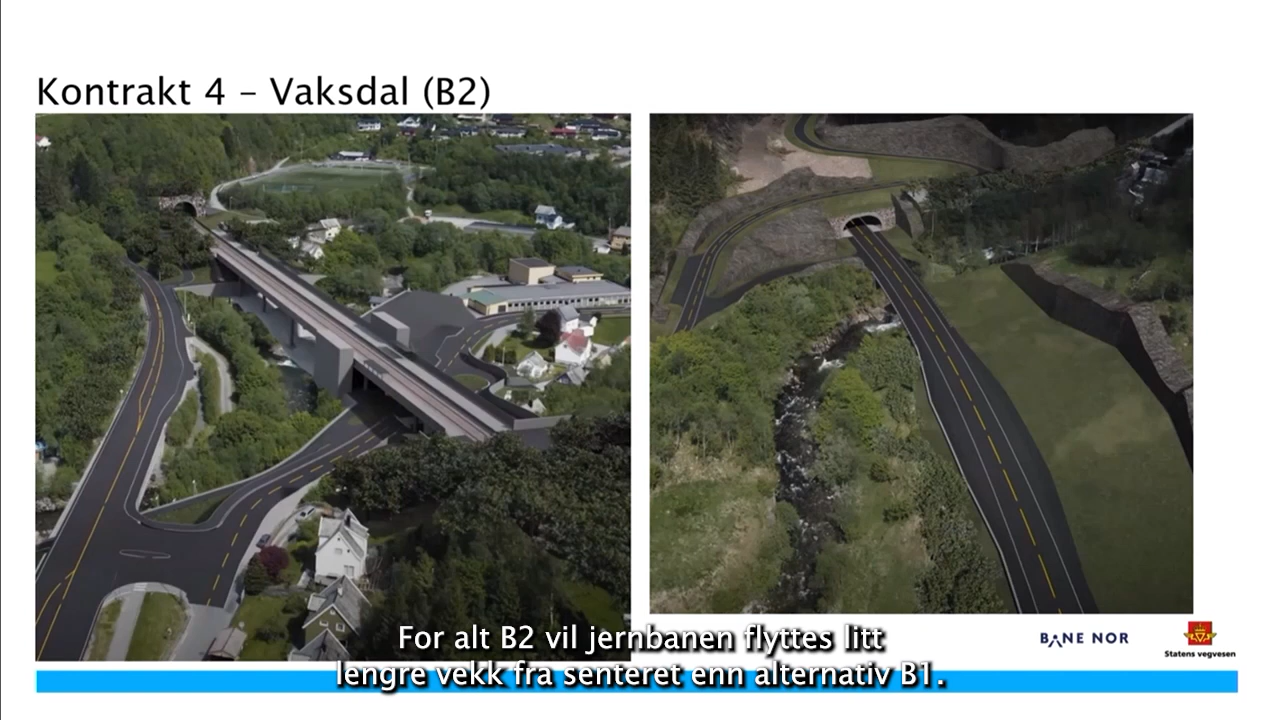 Kontrakt 4 – Vaksdal (B2)
BANE NOR
Statens vegvesen
For alt B2 vil jernbanen flyttes litt
lengre vekk fra senteret enn alternativ B1.